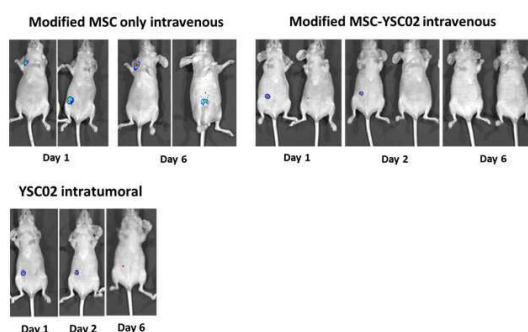 Modified MSC only intravenous
Modified MSC-YSC02 intravenous
Day 1
Day 6
Day 1
Day 2
Day 6
YSC02 intratumoral
Day 1
Day 2
Day 6